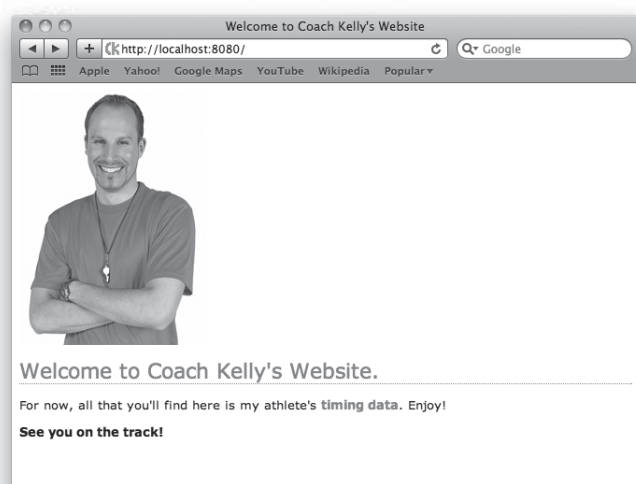 Welcome to Coach Kelly's Website
http://localhost:8080/
Google
Apple Yahoo! Google Maps YouTube Wikipedia Popular
Welcome to Coach Kelly's Website.
For now, all that you'll find here is my athlete's timing data. Enjoy!
See you on the track!